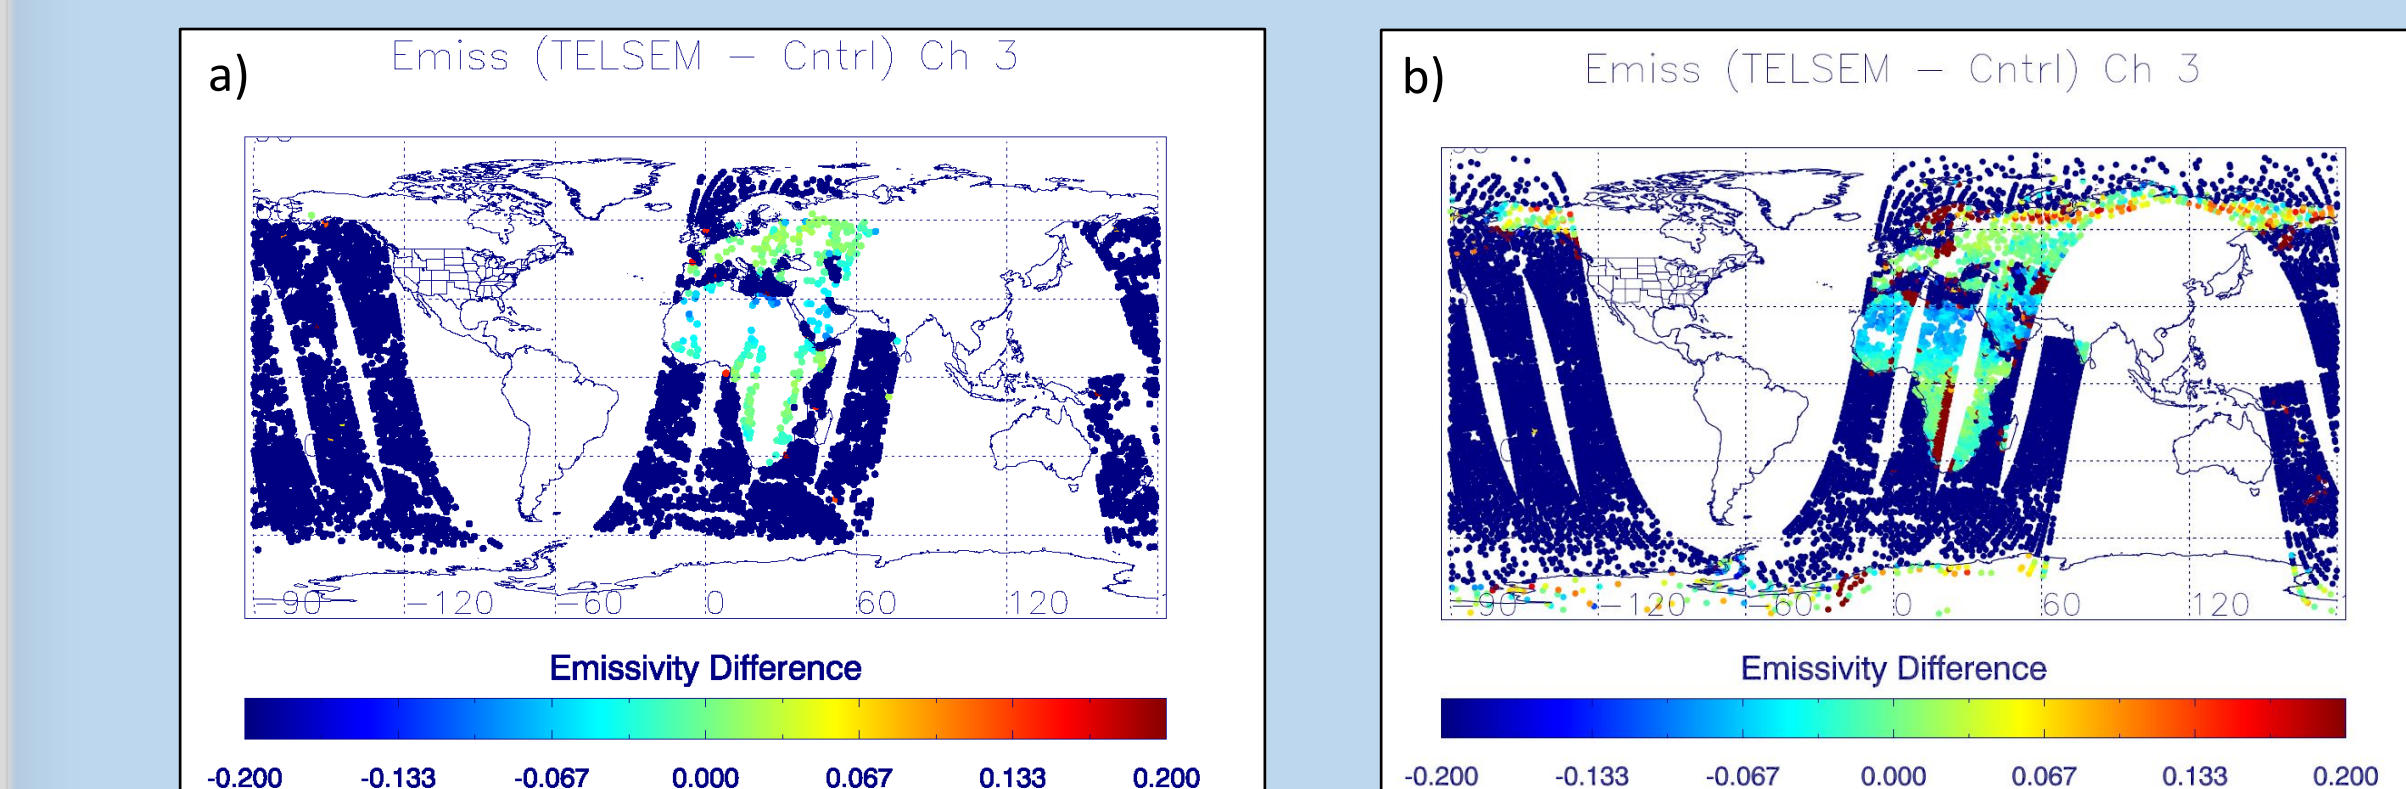 a)
Emiss (TELSEM – Cntrl) Ch 3
-90 -120 -60 0 60 120
Emissivity Difference
-0.200 -0.133 -0.067 0.000 0.067 0.133 0.200
b)
Emiss (TELSEM – Cntrl) Ch 3
-90 -120 -60 0 60 120
Emissivity Difference
-0.200 -0.133 -0.067 0.000 0.067 0.133 0.200